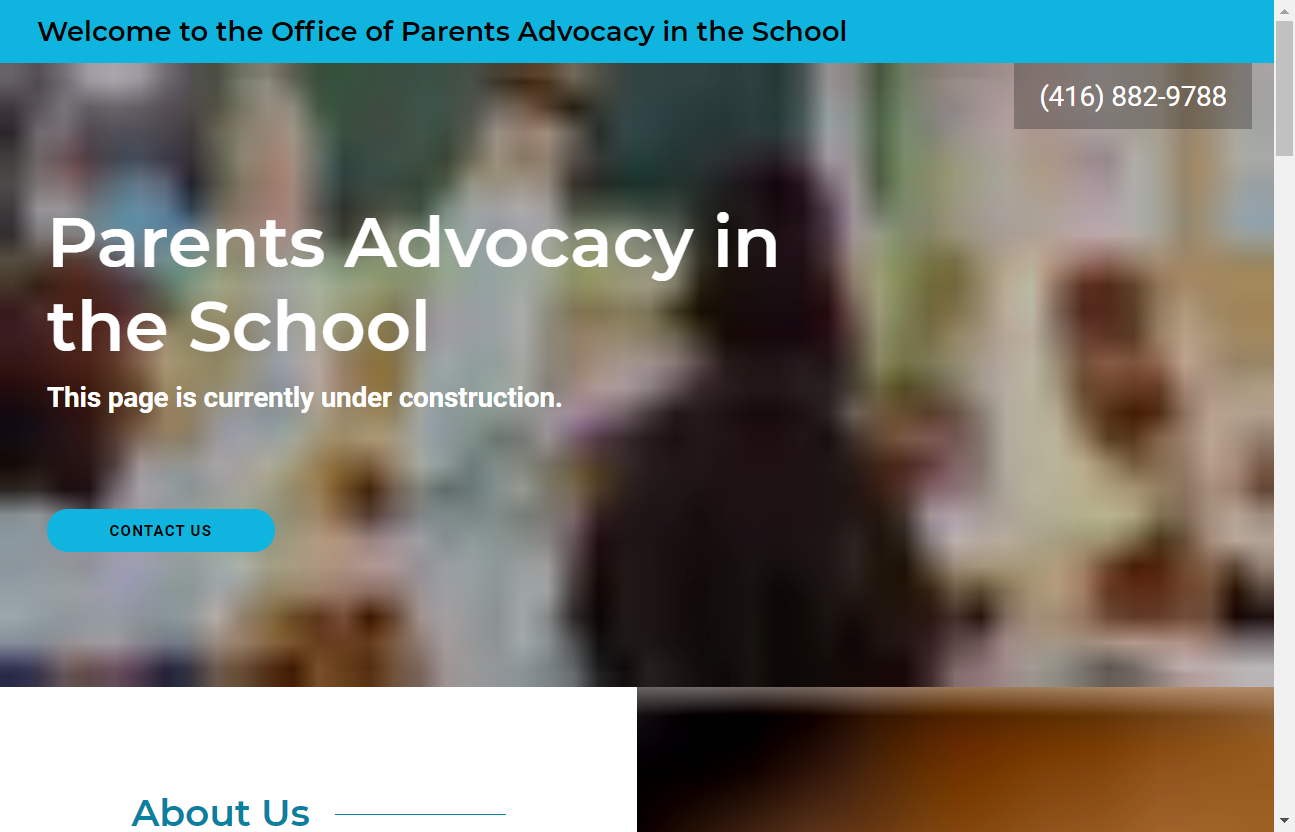 Welcome to the Office of Parents Advocacy in the School
(416) 882-9788
Parents Advocacy in
the School
This page is currently under construction.
CONTACT US
About Us